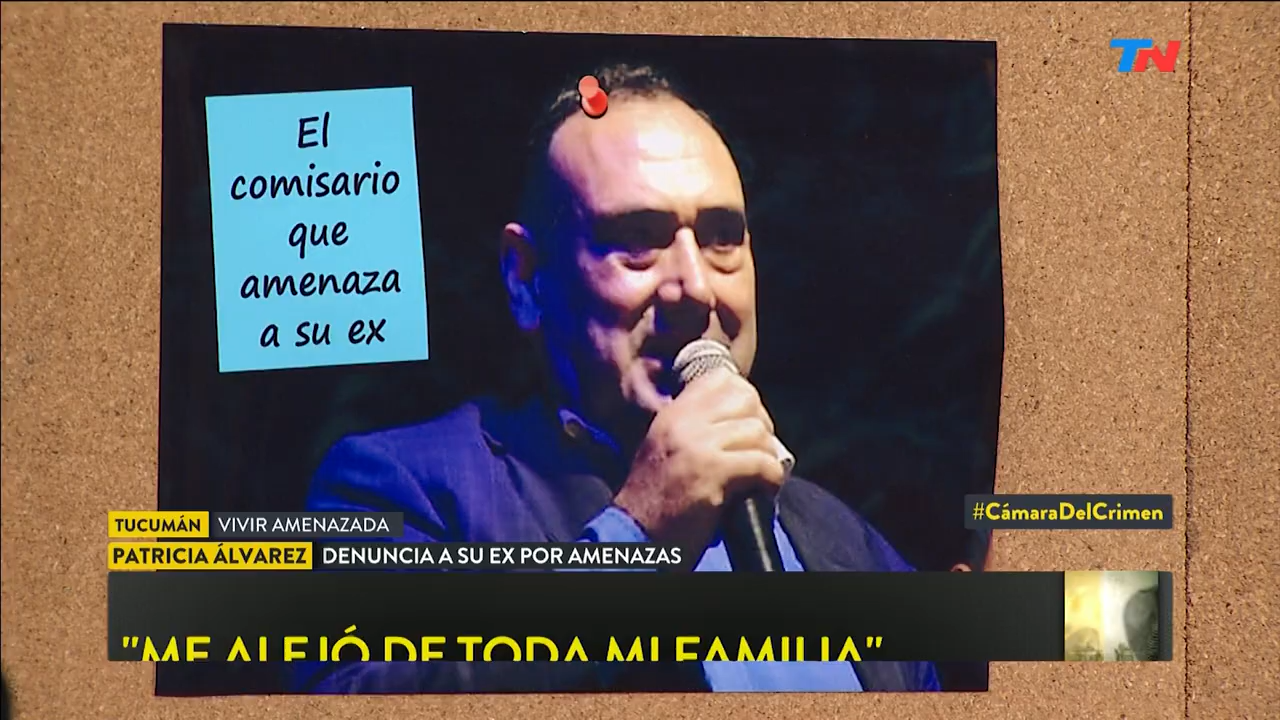 TN
El
comisario
que
amenaza
a su ex
#CámaraDelCrimen
TUCUMÁN VIVIR AMENAZADA
PATRICIA ÁLVAREZ DENUNCIA A SU EX POR AMENAZAS
"ME ALEJÓ DE TODA MI FAMILIA"